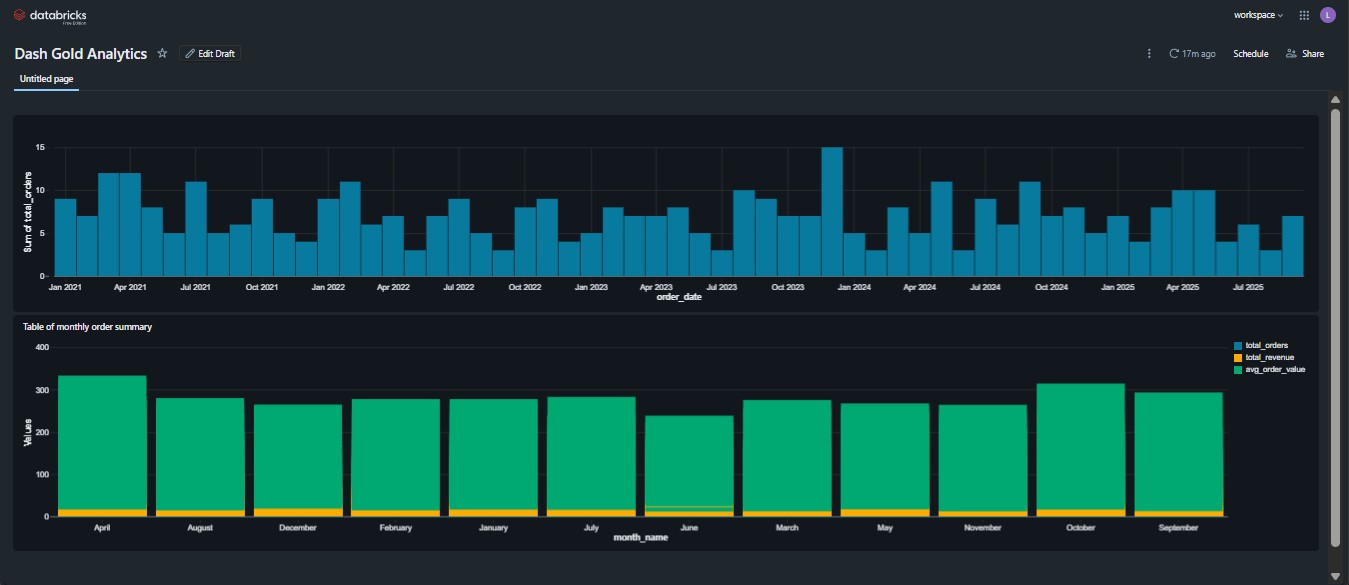 databricks
Free Edition
workspace
L
Dash Gold Analytics
Edit Draft
17m ago
Schedule
Share
Untitled page
15
10
5
0
Sum of total_orders
Jan 2021 Apr 2021 Jul 2021 Oct 2021 Jan 2022 Apr 2022 Jul 2022 Oct 2022 Jan 2023 Apr 2023 Jul 2023 Oct 2023 Jan 2024 Apr 2024 Jul 2024 Oct 2024 Jan 2025 Apr 2025 Jul 2025
order_date
Table of monthly order summary
400
300
200
100
0
Values
total_orders
total_revenue
avg_order_value
April August December February January July June March May November October September
month_name